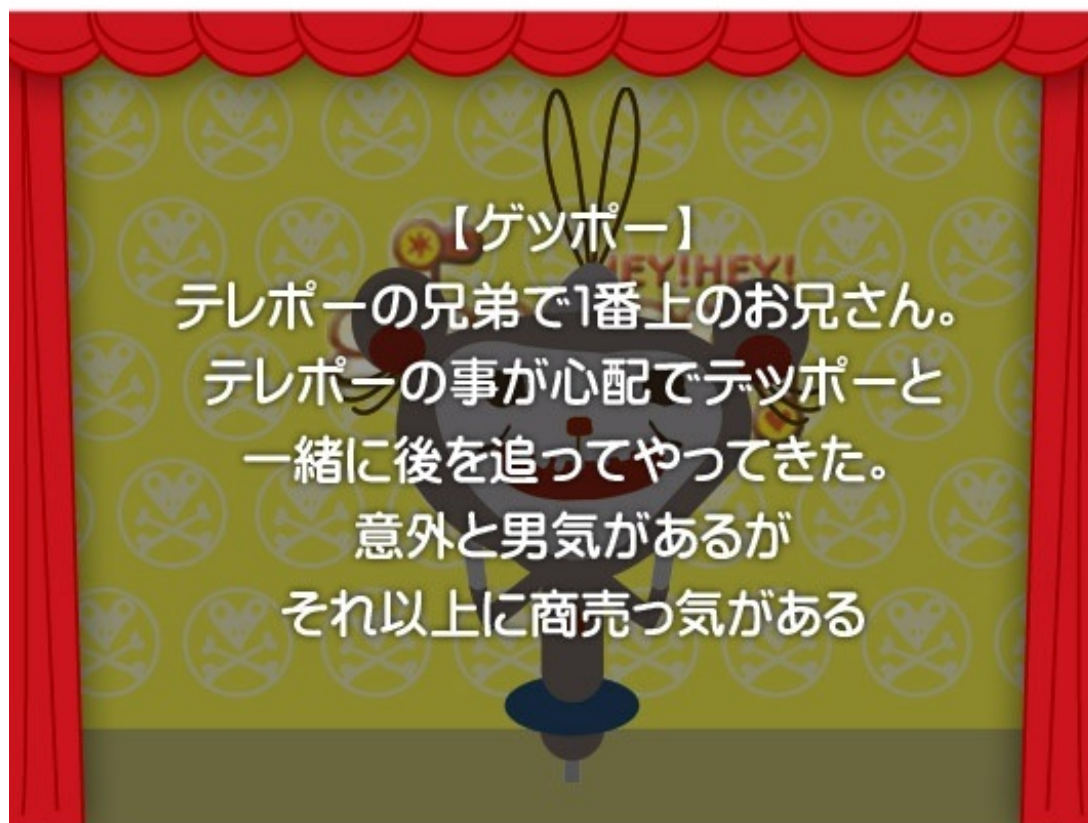 【ゲッポー】
HEY!HEY!
テレポーの兄弟で1番上のお兄さん。
テレポーの事が心配でデッポーと
一緒に後を追ってやってきた。
意外と男気があるが
それ以上に商売っ気がある